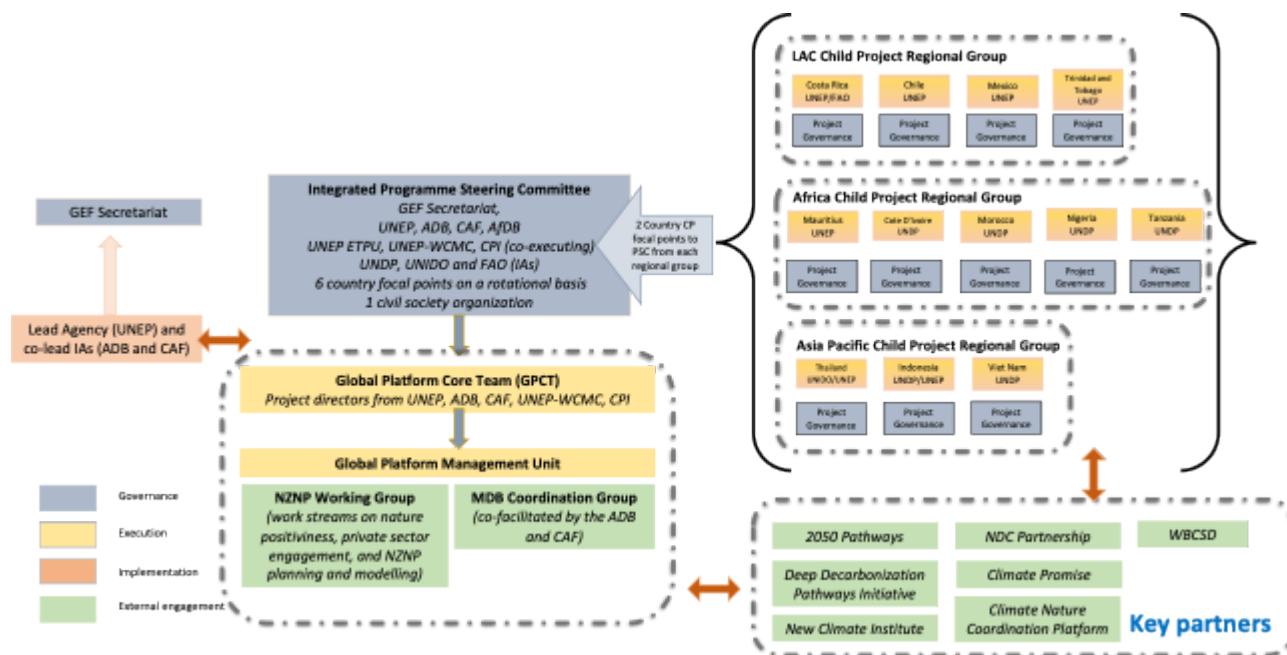 GEF Secretariat
Lead Agency (UNEP) and
co-lead IAs (ADB and CAF)
Integrated Programme Steering Committee
GEF Secretariat,
UNEP, ADB, CAF, AfDB
UNEP ETPU, UNEP-WCMC, CPI (co-executing)
UNDP, UNIDO and FAO (IAs)
6 country focal points on a rotational basis
1 civil society organization
2 Country CP
focal points to
PSC from each
regional group
Global Platform Core Team (GPCT)
Project directors from UNEP, ADB, CAF, UNEP-WCMC, CPI
Global Platform Management Unit
NZNP Working Group
(work streams on nature
positiviness, private sector
engagement, and NZNP
planning and modelling)
MDB Coordination Group
(co-facilitated by the ADB
and CAF)
Governance
Execution
Implementation
External engagement
LAC Child Project Regional Group
Costa Rica
UNEP/FAO
Chile
UNEP
Mexico
UNEP
Trinidad and
Tobago
UNEP
Project
Governance
Project
Governance
Project
Governance
Project
Governance
Africa Child Project Regional Group
Mauritius
UNEP
Cote D'Ivoire
UNDP
Morocco
UNDP
Nigeria
UNDP
Tanzania
UNDP
Project
Governance
Project
Governance
Project
Governance
Project
Governance
Project
Governance
Asia Pacific Child Project Regional Group
Thailand
UNIDO/UNEP
Indonesia
UNDP/UNEP
Viet Nam
UNDP
Project
Governance
Project
Governance
Project
Governance
2050 Pathways
NDC Partnership
WBCSD
Deep Decarbonization
Pathways Initiative
Climate Promise
New Climate Institute
Climate Nature
Coordination Platform
Key partners